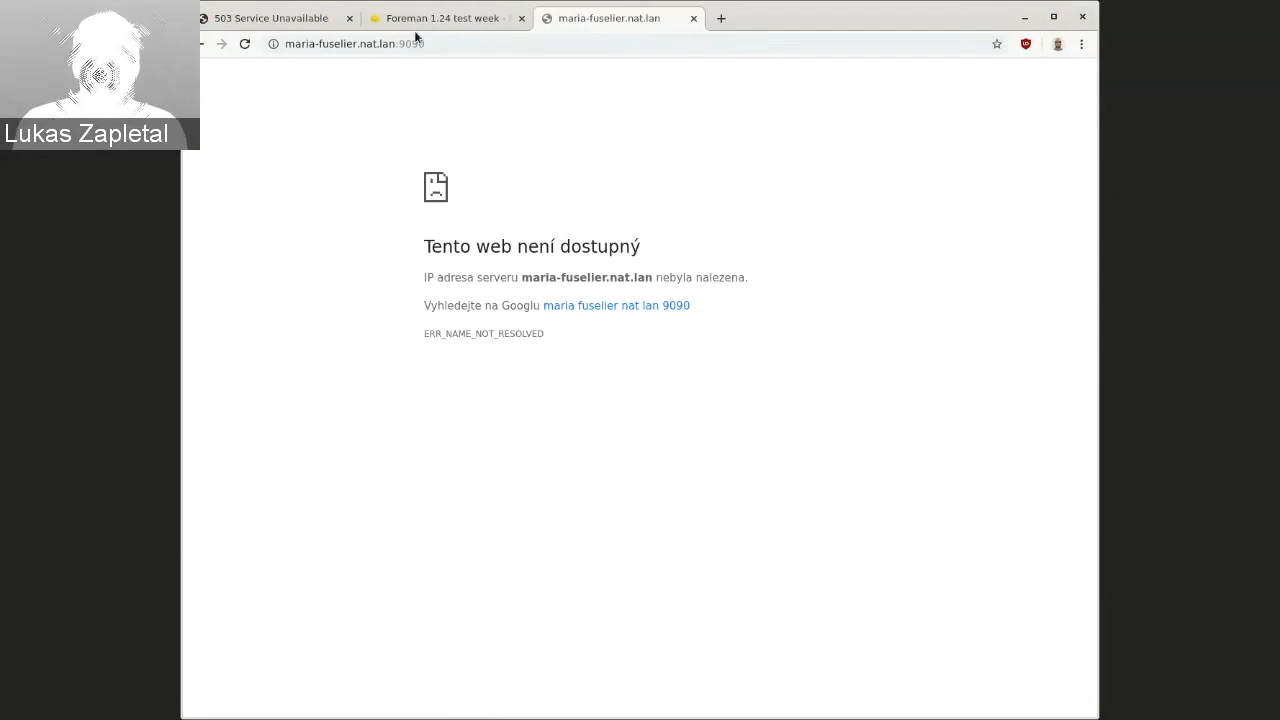 503 Service Unavailable
Foreman 1.24 test week -
maria-fuselier.nat.lan
maria-fuselier.nat.lan:9090
Lukas Zapletal
Tento web není dostupný
IP adresa serveru maria-fuselier.nat.lan nebyla nalezena.
Vyhledejte na Googlu maria fuselier nat lan 9090
ERR_NAME_NOT_RESOLVED